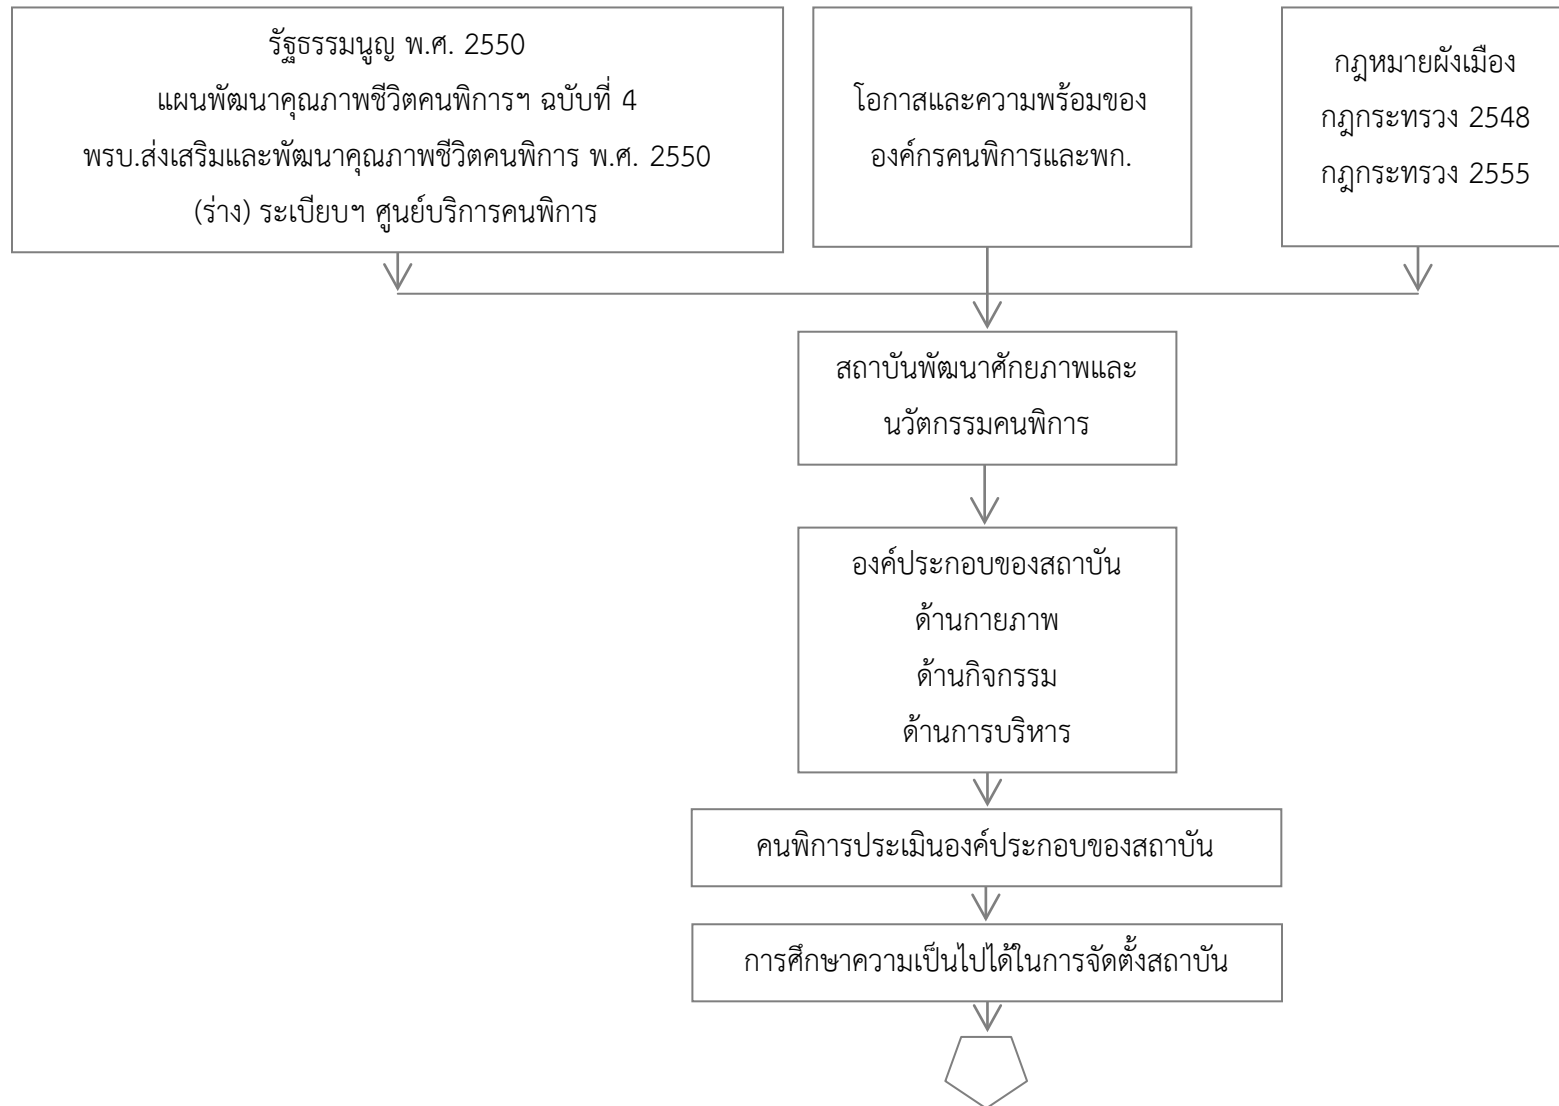 รัฐธรรมนูญ พ.ศ. 2550
แผนพัฒนาคุณภาพชีวิตคนพิการฯ ฉบับที่ 4
พรบ.ส่งเสริมและพัฒนาคุณภาพชีวิตคนพิการ พ.ศ. 2550
(ร่าง) ระเบียบฯ ศูนย์บริการคนพิการ
โอกาสและความพร้อมของ
องค์กรคนพิการและพก.
กฎหมายผังเมือง
กฎกระทรวง 2548
กฎกระทรวง 2555
สถาบันพัฒนาศักยภาพและ
นวัตกรรมคนพิการ
องค์ประกอบของสถาบัน
ด้านกายภาพ
ด้านกิจกรรม
ด้านการบริหาร
คนพิการประเมินองค์ประกอบของสถาบัน
การศึกษาความเป็นไปได้ในการจัดตั้งสถาบัน